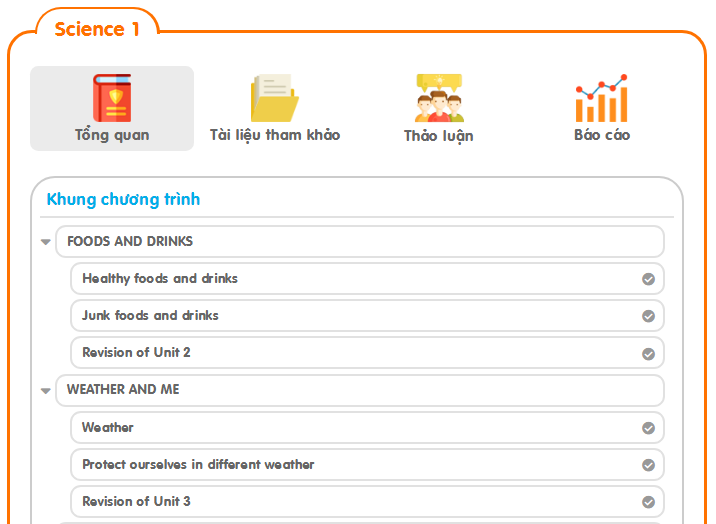 Science 1
Tổng quan
Tài liệu tham khảo
Thảo luận
Báo cáo
Khung chương trình
FOODS AND DRINKS
Healthy foods and drinks
Junk foods and drinks
Revision of Unit 2
WEATHER AND ME
Weather
Protect ourselves in different weather
Revision of Unit 3